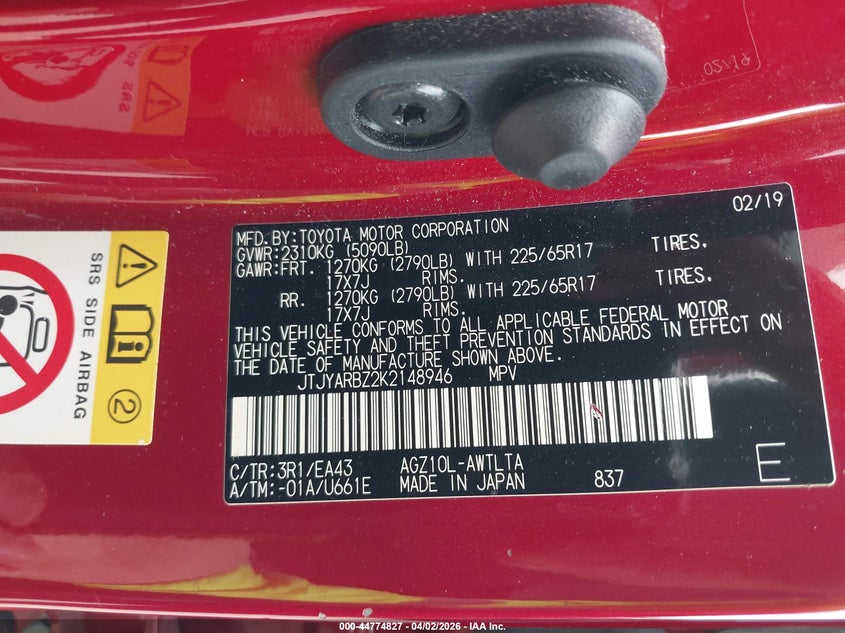 02/19
SRS SIDE AIRBAG
2
02/19
MFD.BY:TOYOTA MOTOR CORPORATION
GVWR:2310KG (5090LB)
GAWR:FRT. 1270KG (2790LB) WITH 225/65R17 TIRES.
17X7J RIMS.
RR. 1270KG (2790LB) WITH 225/65R17 TIRES.
17X7J RIMS.
THIS VEHICLE CONFORMS TO ALL APPLICABLE FEDERAL MOTOR
VEHICLE SAFETY AND THEFT PREVENTION STANDARDS IN EFFECT ON
THE DATE OF MANUFACTURE SHOWN ABOVE.
JTJYARBZ2K2148946 MPV
C/TR:3R1/EA43 AGZ10L-AWTLTA
A/TM:-01A/U661E MADE IN JAPAN 837 E
000-44774827 - 04/02/2026 - IAA Inc.